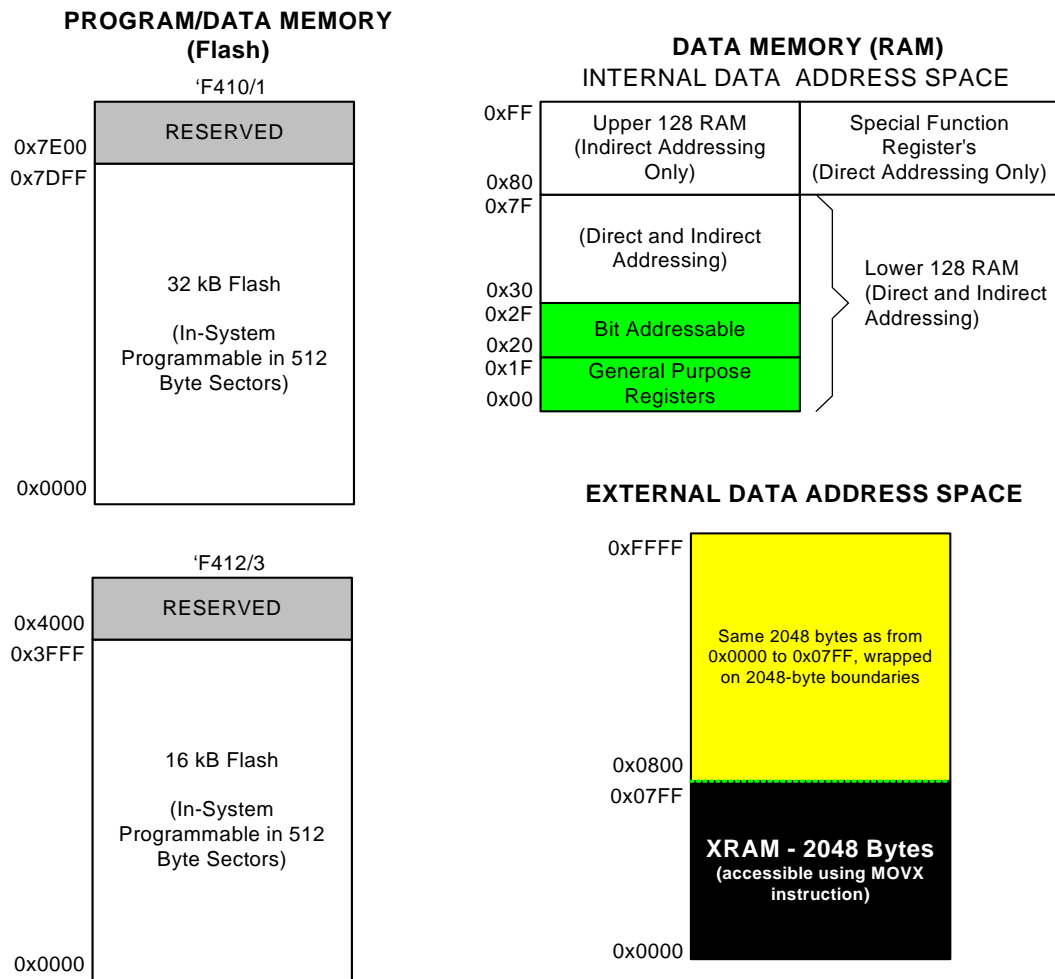 PROGRAM/DATA MEMORY
(Flash)
‘F410/1
RESERVED
0x7E00
0x7DFF
32 kB Flash
(In-System
Programmable in 512
Byte Sectors)
0x0000
‘F412/3
RESERVED
0x4000
0x3FFF
16 kB Flash
(In-System
Programmable in 512
Byte Sectors)
0x0000
DATA MEMORY (RAM)
INTERNAL DATA ADDRESS SPACE
0xFF
Upper 128 RAM
(Indirect Addressing
Only)
Special Function
Register's
(Direct Addressing Only)
0x80
0x7F
(Direct and Indirect
Addressing)
Lower 128 RAM
(Direct and Indirect
Addressing)
0x30
0x2F
Bit Addressable
0x20
0x1F
General Purpose
Registers
0x00
EXTERNAL DATA ADDRESS SPACE
0xFFFF
Same 2048 bytes as from
0x0000 to 0x07FF, wrapped
on 2048-byte boundaries
0x0800
0x07FF
XRAM - 2048 Bytes
(accessible using MOVX
instruction)
0x0000